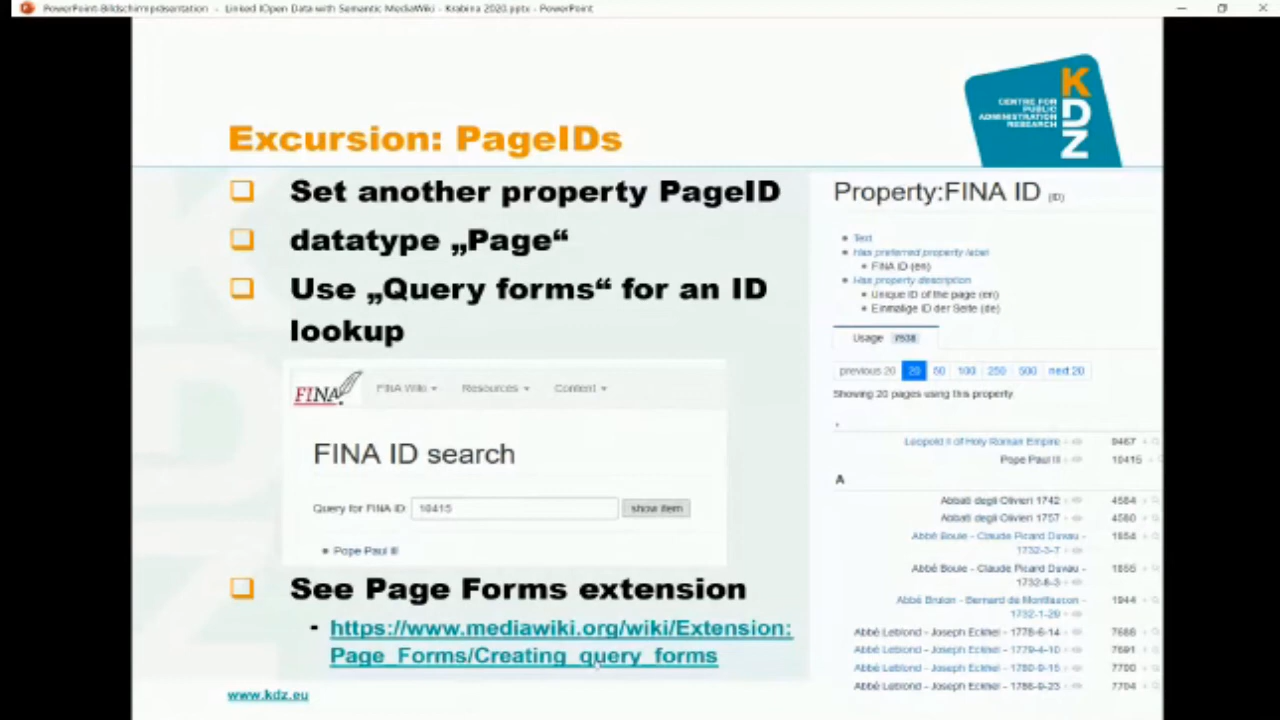 PowerPoint-Bildschirmpräsentation - Linked (Open Data with Semantic MediaWiki - Krabina 2020.pptx - PowerPoint
KDZ
CENTRE FOR
PUBLIC
ADMINISTRATION
RESEARCH
Excursion: PageIDs
Set another property PageID
datatype „Page“
Use „Query forms“ for an ID
lookup
FINA
FINA Wiki
Resources
Content
FINA ID search
Query for FINA ID 10415 show item
Pope Paul III
See Page Forms extension
- https://www.mediawiki.org/wiki/Extension:
Page_Forms/Creating_query_forms
www.kdz.eu
Property:FINA ID (ID)
Text
Has preferred property label
FINA ID (en)
Has property description
Unique ID of the page (en)
Einmalige ID der Seite (de)
Usage 7538
previous 20 20 50 100 250 500 next 20
Showing 20 pages using this property.
Leopold II of Holy Roman Empire 9467
Pope Paul III 10415
A
Abbati degli Olivieri 1742 4584
Abbati degli Olivieri 1757 4580
Abbé Boule - Claude Picard Duvau -
1732-3-7 1854
Abbé Boule - Claude Picard Duvau -
1732-8-3 1855
Abbé Bruton - Bernard de Montfaucon -
1732-1-29 1944
Abbé Leblond - Joseph Eckhel - 1778-6-14 7686
Abbé Leblond - Joseph Eckhel - 1779-4-10 7691
Abbé Leblond - Joseph Eckhel - 1780-9-15 7700
Abbé Leblond - Joseph Eckhel - 1786-9-23 7704